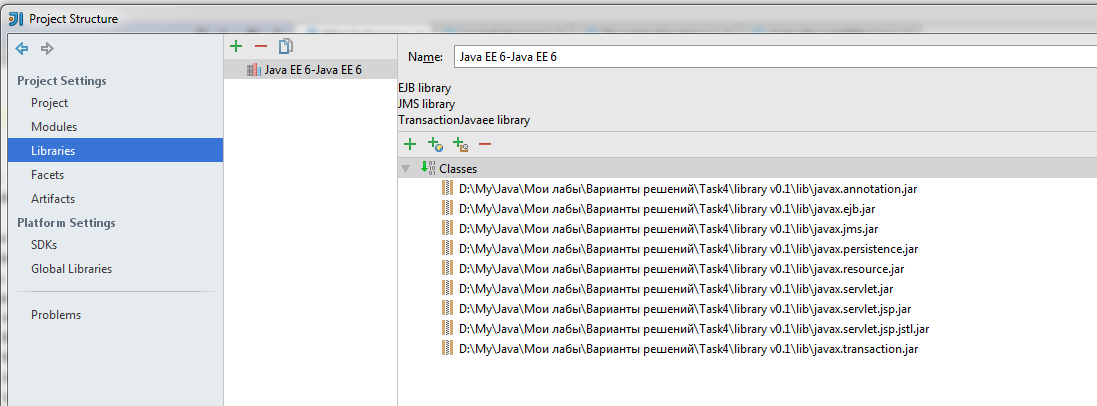 Project Structure
Project Settings
Project
Modules
Libraries
Facets
Artifacts
Platform Settings
SDKs
Global Libraries
Problems
Java EE 6-Java EE 6
Name: Java EE 6-Java EE 6
EJB library
JMS library
TransactionJavaee library
Classes
D:\My\Java\Мои лабы\Варианты решений\Task4\library v0.1\lib\javax.annotation.jar
D:\My\Java\Мои лабы\Варианты решений\Task4\library v0.1\lib\javax.ejb.jar
D:\My\Java\Мои лабы\Варианты решений\Task4\library v0.1\lib\javax.jms.jar
D:\My\Java\Мои лабы\Варианты решений\Task4\library v0.1\lib\javax.persistence.jar
D:\My\Java\Мои лабы\Варианты решений\Task4\library v0.1\lib\javax.resource.jar
D:\My\Java\Мои лабы\Варианты решений\Task4\library v0.1\lib\javax.servlet.jar
D:\My\Java\Мои лабы\Варианты решений\Task4\library v0.1\lib\javax.servlet.jsp.jar
D:\My\Java\Мои лабы\Варианты решений\Task4\library v0.1\lib\javax.servlet.jsp.jstl.jar
D:\My\Java\Мои лабы\Варианты решений\Task4\library v0.1\lib\javax.transaction.jar